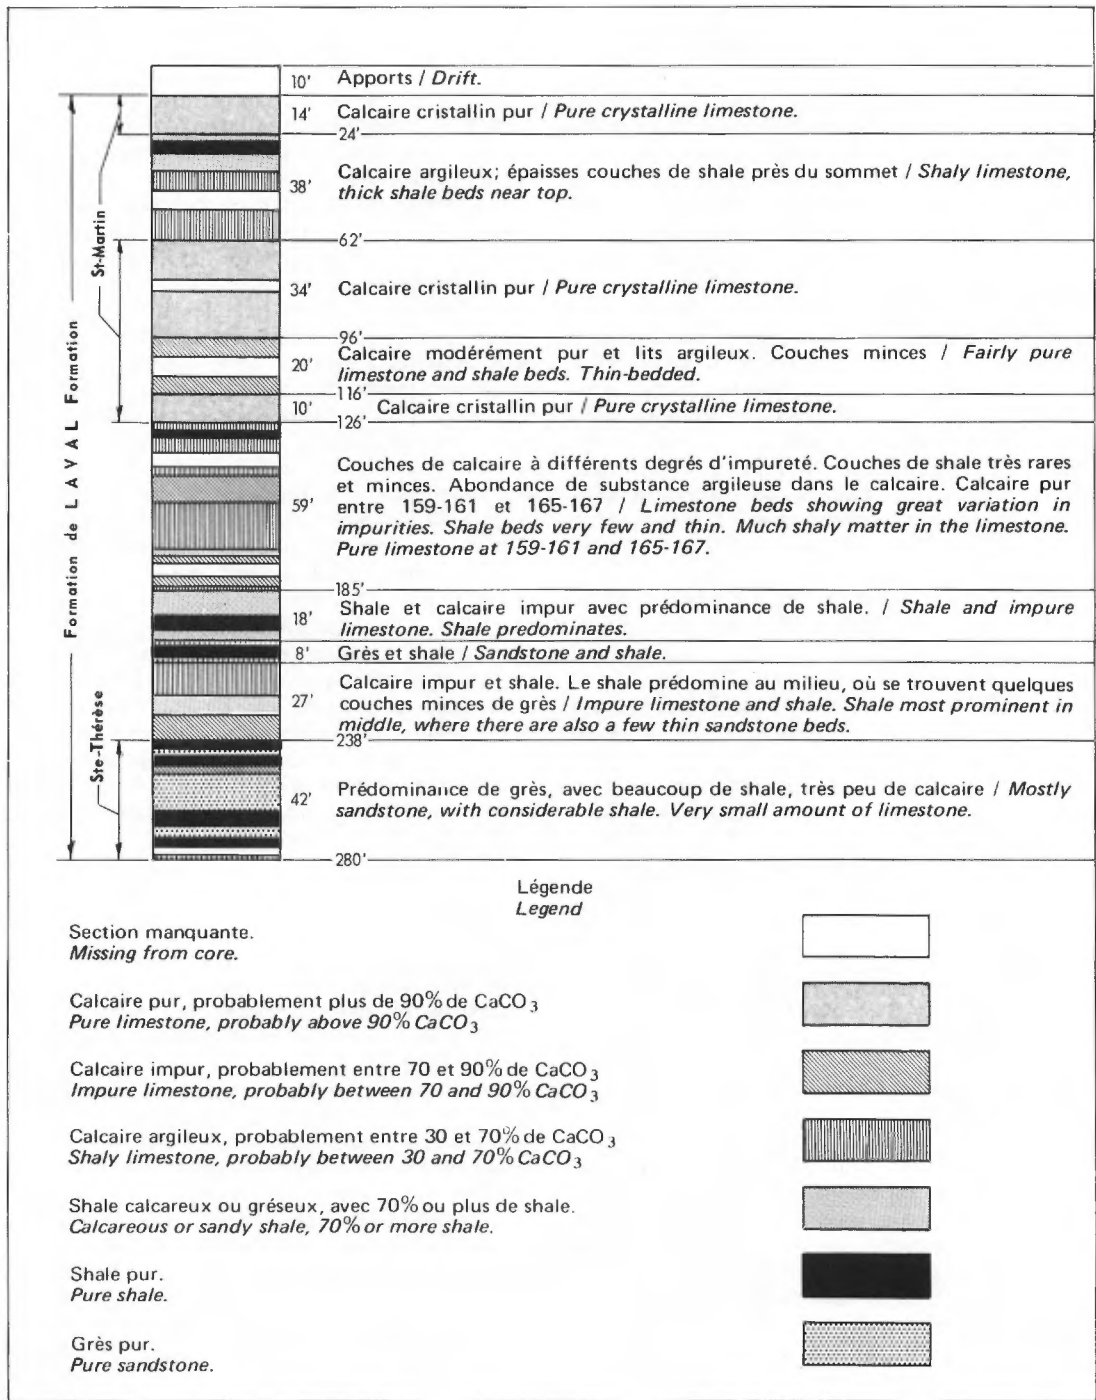 10' Apports / Drift.
14' Calcaire cristallin pur / Pure crystalline limestone.
24'
38' Calcaire argileux; épaisses couches de shale près du sommet / Shaly limestone,
thick shale beds near top.
62'
34' Calcaire cristallin pur / Pure crystalline limestone.
96'
20' Calcaire modérément pur et lits argileux. Couches minces / Fairly pure
limestone and shale beds. Thin-bedded.
116'
10' Calcaire cristallin pur / Pure crystalline limestone.
126'
59' Couches de calcaire à différents degrés d'impureté. Couches de shale très rares
et minces. Abondance de substance argileuse dans le calcaire. Calcaire pur
entre 159-161 et 165-167 / Limestone beds showing great variation in
impurities. Shale beds very few and thin. Much shaly matter in the limestone.
Pure limestone at 159-161 and 165-167.
185'
18' Shale et calcaire impur avec prédominance de shale. / Shale and impure
limestone. Shale predominates.
8' Grès et shale / Sandstone and shale.
27' Calcaire impur et shale. Le shale prédomine au milieu, où se trouvent quelques
couches minces de grès / Impure limestone and shale. Shale most prominent in
middle, where there are also a few thin sandstone beds.
238'
42' Prédominance de grès, avec beaucoup de shale, très peu de calcaire / Mostly
sandstone, with considerable shale. Very small amount of limestone.
280'
Formation de LAVAL Formation
St-Martin
Ste-Thérèse
Légende
Legend
Section manquante.
Missing from core.
Calcaire pur, probablement plus de 90% de CaCO3
Pure limestone, probably above 90% CaCO3
Calcaire impur, probablement entre 70 et 90% de CaCO3
Impure limestone, probably between 70 and 90% CaCO3
Calcaire argileux, probablement entre 30 et 70% de CaCO3
Shaly limestone, probably between 30 and 70% CaCO3
Shale calcareux ou gréseux, avec 70% ou plus de shale.
Calcareous or sandy shale, 70% or more shale.
Shale pur.
Pure shale.
Grès pur.
Pure sandstone.